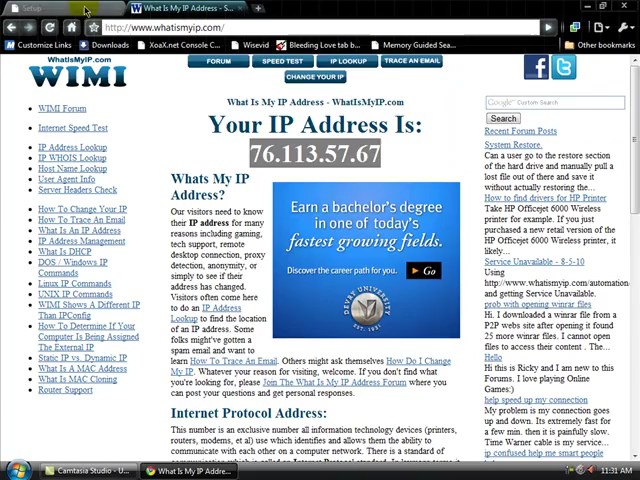 Setup
What Is My IP Address - S...
http://www.whatismyip.com/
Customize Links
Downloads
XoaX.net Console C...
Wisevid
Bleeding Love tab b...
Memory Guided Sea...
Other bookmarks
WhatIsMyIP.com
WIMI
FORUM
SPEED TEST
IP LOOKUP
TRACE AN EMAIL
CHANGE YOUR IP
WIMI Forum
Internet Speed Test
IP Address Lookup
IP WHOIS Lookup
Host Name Lookup
User Agent Info
Server Headers Check
How To Change Your IP
How To Trace An Email
What Is An IP Address
IP Address Management
What Is DHCP
DOS / Windows IP
Commands
Linux IP Commands
UNIX IP Commands
WIMI Shows A Different IP
Than IPConfig
How To Determine If Your
Computer Is Being Assigned
The External IP
Static IP vs. Dynamic IP
What Is A MAC Address
What Is MAC Cloning
Router Support
What Is My IP Address - WhatIsMyIP.com
Your IP Address Is:
76.113.57.67
Whats My IP
Address?
Our visitors need to know
their IP address for many
reasons including gaming,
tech support, remote
desktop connection, proxy
detection, anonymity, or
simply to see if their
address has changed.
Visitors often come here
to do an IP Address
Lookup to find the location
of an IP address. Some
folks might've gotten a
spam email and want to
learn How To Trace An Email. Others might ask themselves How Do I Change
My IP. Whatever your reason for visiting, welcome. If you don't find what
you're looking for, please Join The What Is My IP Address Forum where you
can post your questions and get personal responses.
Earn a bachelor's degree
in one of today's
fastest growing fields.
Discover the career path for you.
Go
DEVRY UNIVERSITY
EST. 1931
Internet Protocol Address:
This number is an exclusive number all information technology devices (printers,
routers, modems, et al) use which identifies and allows them the ability to
communicate with each other on a computer network. There is a standard of
Google Custom Search
Search
Recent Forum Posts
System Restore.
Can a user go to the restore section
of the hard drive and manually pull a
lost file out of there and save it
without actually restoring the...
How to find drivers for HP Printer
Take HP Officejet 6000 Wireless
printer for example. If you just
purchased a new retail version of the
HP Officejet 6000 Wireless printer, it
likely...
Service Unavailable - 8-5-10
Using
http://www.whatismyip.com/automation
and getting Service Unavailable.
prob with opening winrar files
Hi. I downloaded a winrar file from a
P2P website site after opening it found
25 more winrar files. I cannot open
files to access their content . The...
Hello
Hi this is Ricky and I am new to this
Forums. I love playing Online
Games:)
help speed up my connection
My problem is my connection goes
up and down. Its extremely fast for
a few min. then it is painfully slow.
Time Warner cable is my service...
ip confused help me smart people
Camtasia Studio - U...
What Is My IP Addre...
11:31 AM